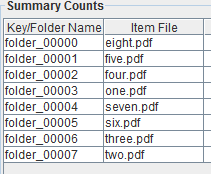 Summary Counts
Key/Folder Name Item File
folder_00000 eight.pdf
folder_00001 five.pdf
folder_00002 four.pdf
folder_00003 one.pdf
folder_00004 seven.pdf
folder_00005 six.pdf
folder_00006 three.pdf
folder_00007 two.pdf